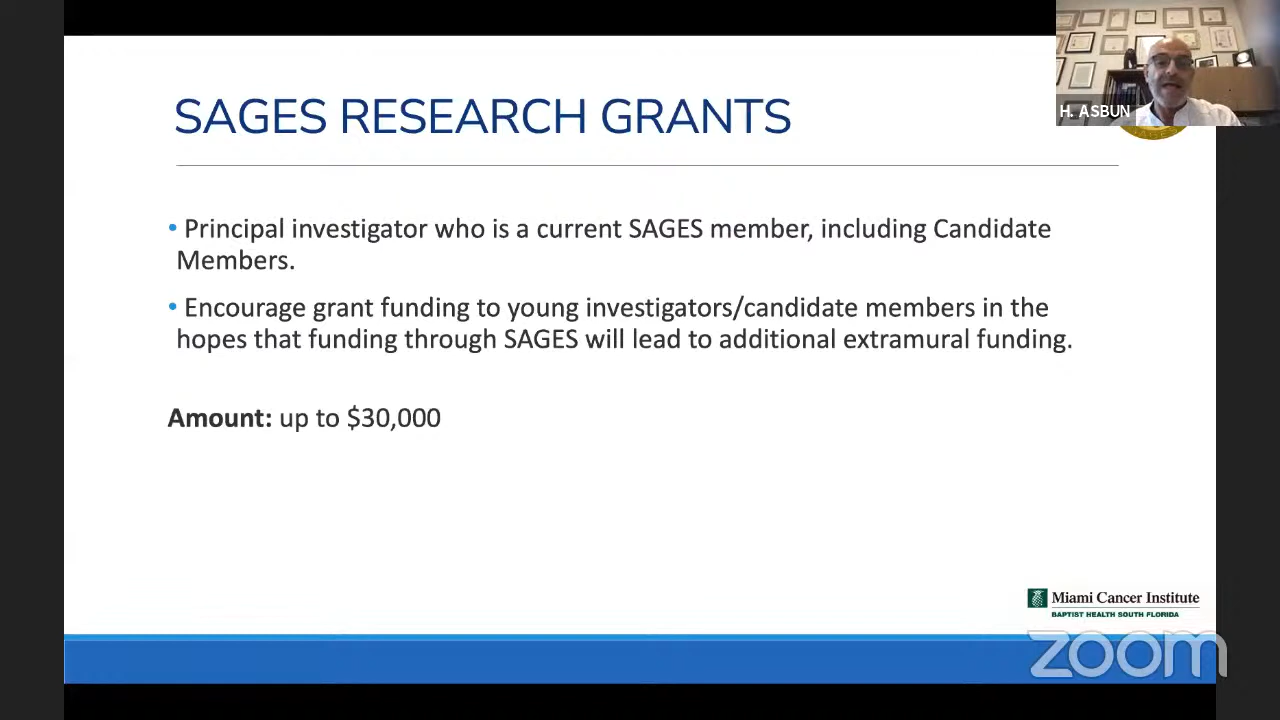 SAGES RESEARCH GRANTS
H. ASBUN
SAGES
• Principal investigator who is a current SAGES member, including Candidate
Members.
• Encourage grant funding to young investigators/candidate members in the
hopes that funding through SAGES will lead to additional extramural funding.
Amount: up to $30,000
Miami Cancer Institute
BAPTIST HEALTH SOUTH FLORIDA
zoom